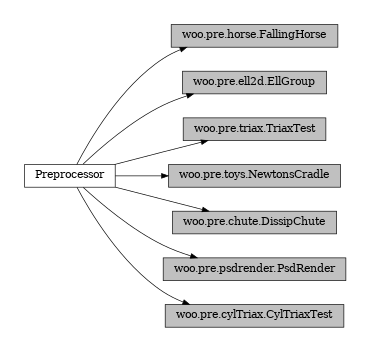 woo.pre.horse.FallingHorse
woo.pre.ell2d.EllGroup
woo.pre.triax.TriaxTest
Preprocessor
woo.pre.toys.NewtonsCradle
woo.pre.chute.DissipChute
woo.pre.psdrender.PsdRender
woo.pre.cylTriax.CylTriaxTest